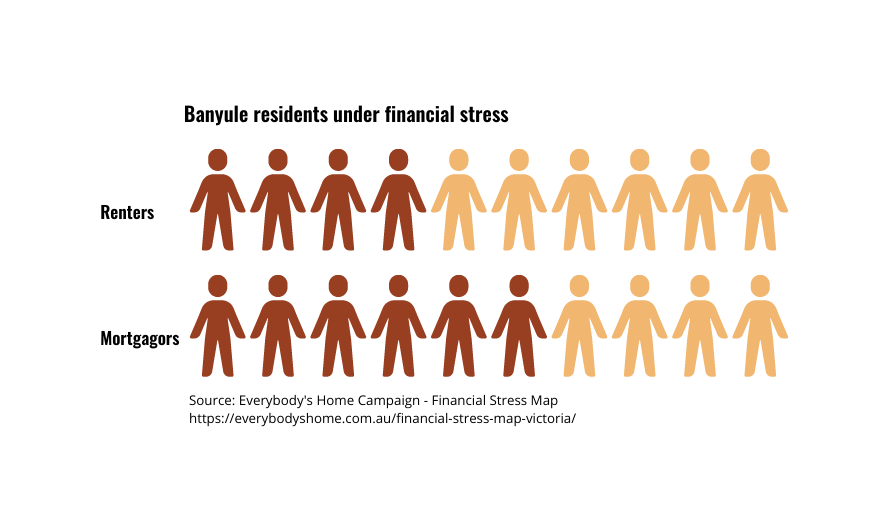 Banyule residents under financial stress
Renters
Mortgagors
Source: Everybody's Home Campaign - Financial Stress Map
https://everybodyshome.com.au/financial-stress-map-victoria/